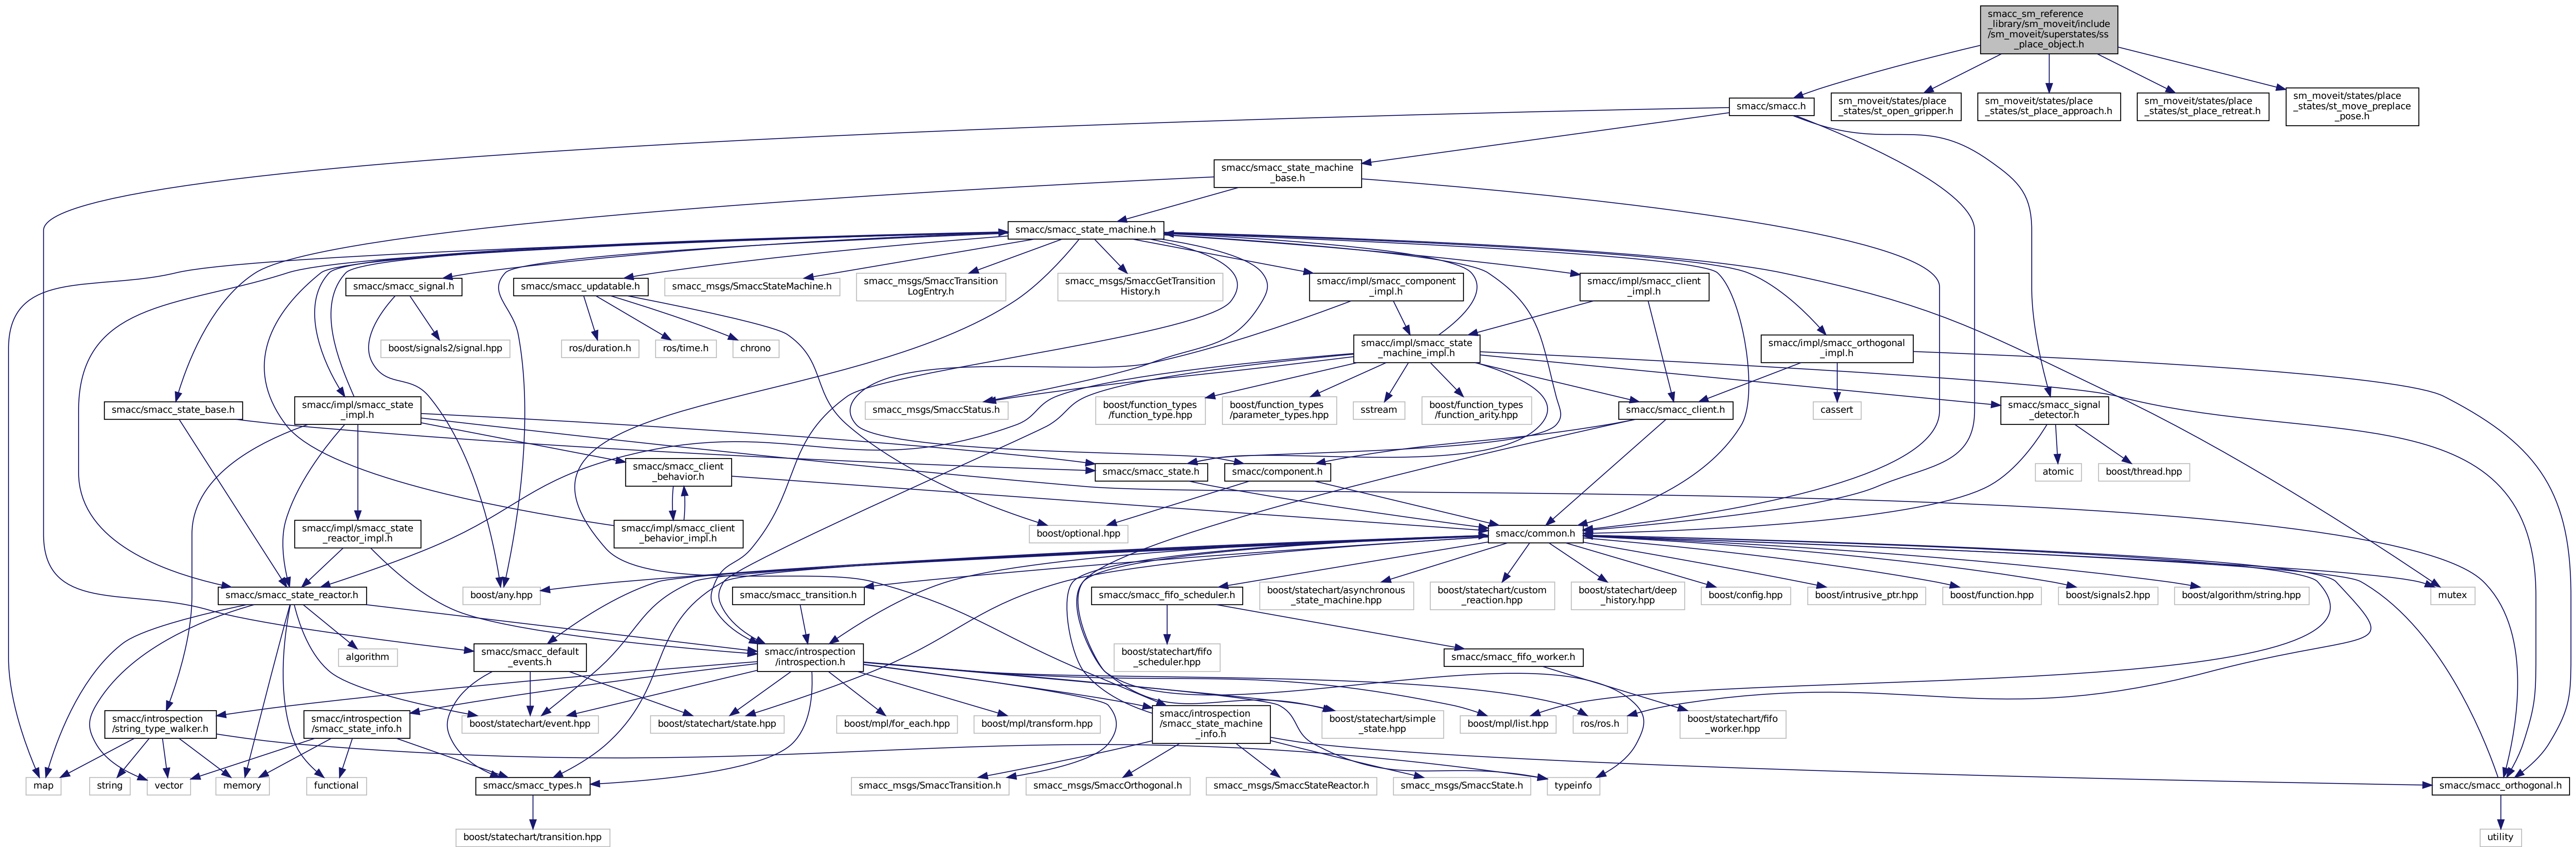 smacc_sm_reference
_library/sm_moveit/include
/sm_moveit/superstates/ss
_place_object.h
smacc/smacc.h
sm_moveit/states/place
_states/st_open_gripper.h
sm_moveit/states/place
_states/st_place_approach.h
sm_moveit/states/place
_states/st_place_retreat.h
sm_moveit/states/place
_states/st_move_preplace
_pose.h
smacc/smacc_state_machine
_base.h
smacc/smacc_state_machine.h
smacc/smacc_signal.h
smacc/smacc_updatable.h
smacc_msgs/SmaccStateMachine.h
smacc_msgs/SmaccTransition
LogEntry.h
smacc_msgs/SmaccGetTransition
History.h
smacc/impl/smacc_component
_impl.h
smacc/impl/smacc_client
_impl.h
boost/signals2/signal.hpp
ros/duration.h
ros/time.h
chrono
smacc/impl/smacc_state
_machine_impl.h
smacc/impl/smacc_orthogonal
_impl.h
smacc/smacc_state_base.h
smacc/impl/smacc_state
_impl.h
smacc_msgs/SmaccStatus.h
boost/function_types
/function_type.hpp
boost/function_types
/parameter_types.hpp
sstream
boost/function_types
/function_arity.hpp
smacc/smacc_client.h
cassert
smacc/smacc_signal
_detector.h
smacc/smacc_client
_behavior.h
smacc/smacc_state.h
smacc/component.h
atomic
boost/thread.hpp
smacc/impl/smacc_state
_reactor_impl.h
smacc/impl/smacc_client
_behavior_impl.h
boost/optional.hpp
smacc/common.h
smacc/smacc_state_reactor.h
boost/any.hpp
smacc/smacc_transition.h
smacc/smacc_fifo_scheduler.h
boost/statechart/asynchronous
_state_machine.hpp
boost/statechart/custom
_reaction.hpp
boost/statechart/deep
_history.hpp
boost/config.hpp
boost/intrusive_ptr.hpp
boost/function.hpp
boost/signals2.hpp
boost/algorithm/string.hpp
mutex
algorithm
smacc/smacc_default
_events.h
smacc/introspection
/introspection.h
boost/statechart/fifo
_scheduler.hpp
smacc/smacc_fifo_worker.h
smacc/introspection
/string_type_walker.h
smacc/introspection
/smacc_state_info.h
boost/statechart/event.hpp
boost/statechart/state.hpp
boost/mpl/for_each.hpp
boost/mpl/transform.hpp
smacc/introspection
/smacc_state_machine
_info.h
boost/statechart/simple
_state.hpp
boost/mpl/list.hpp
ros/ros.h
boost/statechart/fifo
_worker.hpp
map
string
vector
memory
functional
smacc/smacc_types.h
smacc_msgs/SmaccTransition.h
smacc_msgs/SmaccOrthogonal.h
smacc_msgs/SmaccStateReactor.h
smacc_msgs/SmaccState.h
typeinfo
smacc/smacc_orthogonal.h
boost/statechart/transition.hpp
utility